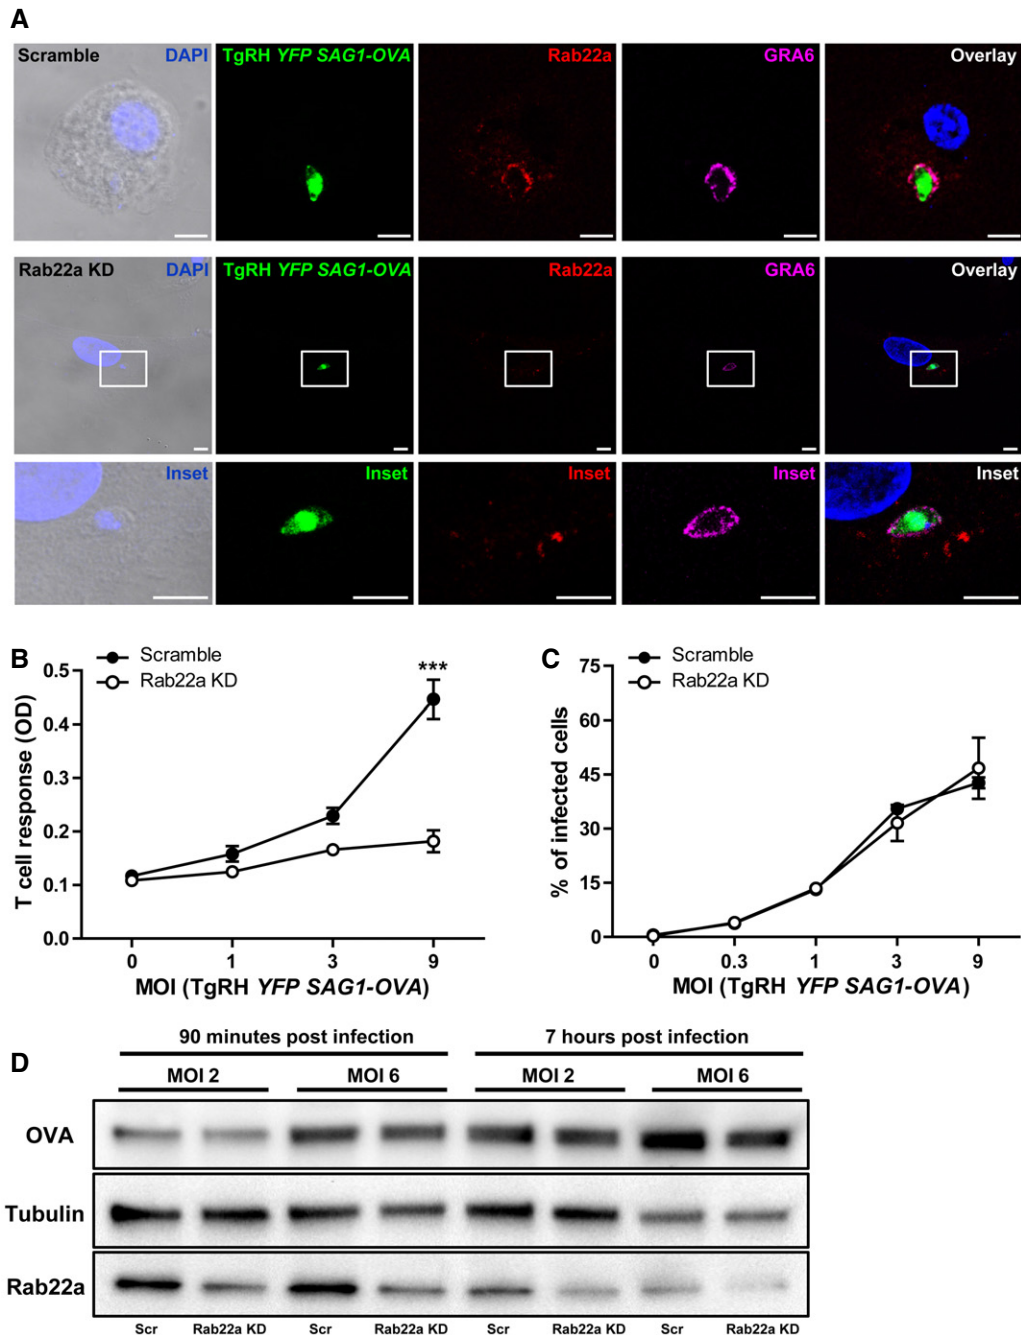 A
Scramble DAPI TgRH YFP SAG1-OVA Rab22a GRA6 Overlay
Rab22a KD DAPI TgRH YFP SAG1-OVA Rab22a GRA6 Overlay
Inset Inset Inset Inset Inset
B
Scramble
Rab22a KD
***
T cell response (OD)
0.5
0.4
0.3
0.2
0.1
0.0
0 1 3 9
MOI (TgRH YFP SAG1-OVA)
C
Scramble
Rab22a KD
% of infected cells
75
60
45
30
15
0
0 0.3 1 3 9
MOI (TgRH YFP SAG1-OVA)
D
90 minutes post infection 7 hours post infection
MOI 2 MOI 6 MOI 2 MOI 6
OVA
Tubulin
Rab22a
Scr Rab22a KD Scr Rab22a KD Scr Rab22a KD Scr Rab22a KD